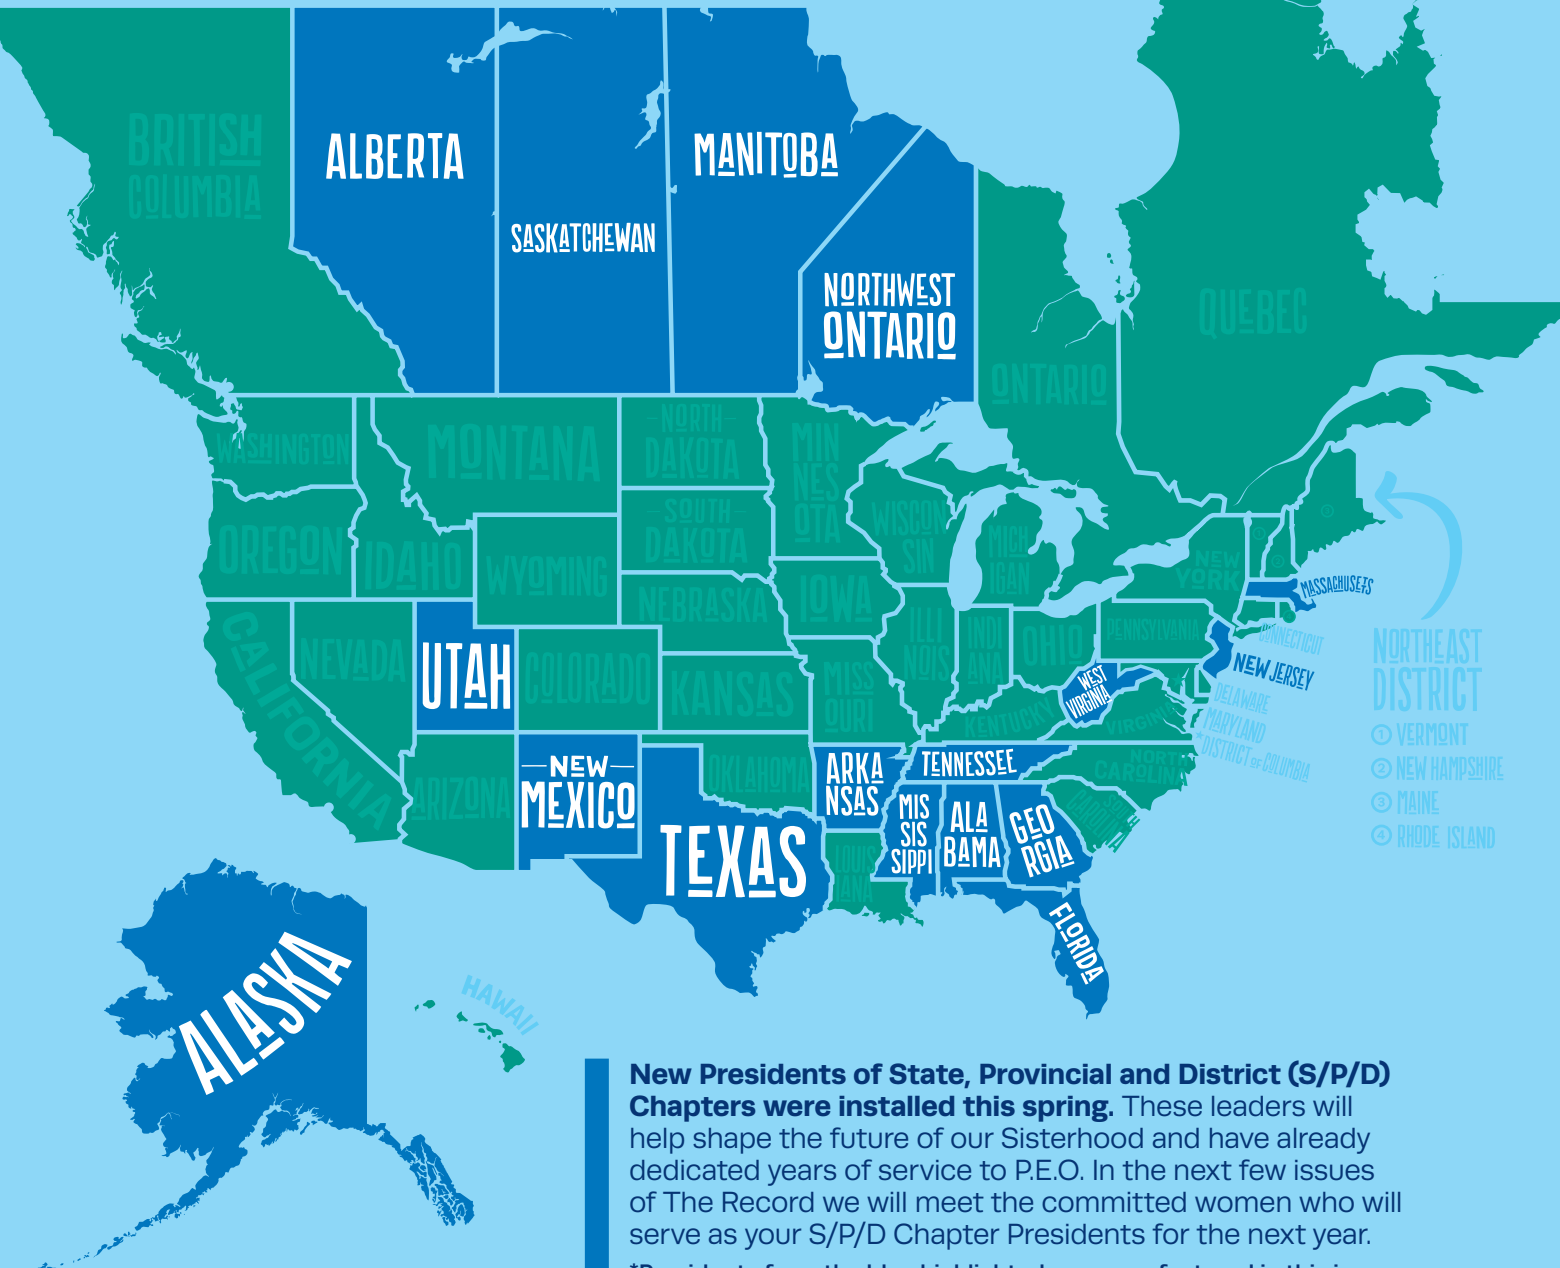 BRITISH
COLUMBIA
ALBERTA
SASKATCHEWAN
MANITOBA
NORTHWEST
ONTARIO
ONTARIO
QUEBEC
WASHINGTON
OREGON
IDAHO
MONTANA
WYOMING
NORTH
DAKOTA
SOUTH
DAKOTA
NEBRASKA
MIN
NES
OTA
IOWA
WISCON
SIN
MICH
IGAN
ILLI
NOIS
INDI
ANA
OHIO
PENNSYLVANIA
NEW
YORK
MASSACHUSETS
CONNECTICUT
NEW JERSEY
DELAWARE
MARYLAND
*DISTRICT OF COLUMBIA
NORTHEAST
DISTRICT
1 VERMONT
2 NEW HAMPSHIRE
3 MAINE
4 RHODE ISLAND
CALIFORNIA
NEVADA
UTAH
COLORADO
KANSAS
MISS
OURI
KENTUCKY
WEST
VIRGINIA
VIRGINIA
ARIZONA
NEW
MEXICO
OKLAHOMA
TEXAS
ARKA
NSAS
TENNESSEE
NORTH
CAROLINA
SOUTH
CAROLINA
LOUIS
IANA
MIS
SIS
SIPPI
ALA
BAMA
GEO
RGIA
FLORIDA
ALASKA
HAWAII
New Presidents of State, Provincial and District (S/P/D)
Chapters were installed this spring. These leaders will
help shape the future of our Sisterhood and have already
dedicated years of service to P.E.O. In the next few issues
of The Record we will meet the committed women who will
serve as your S/P/D Chapter Presidents for the next year.